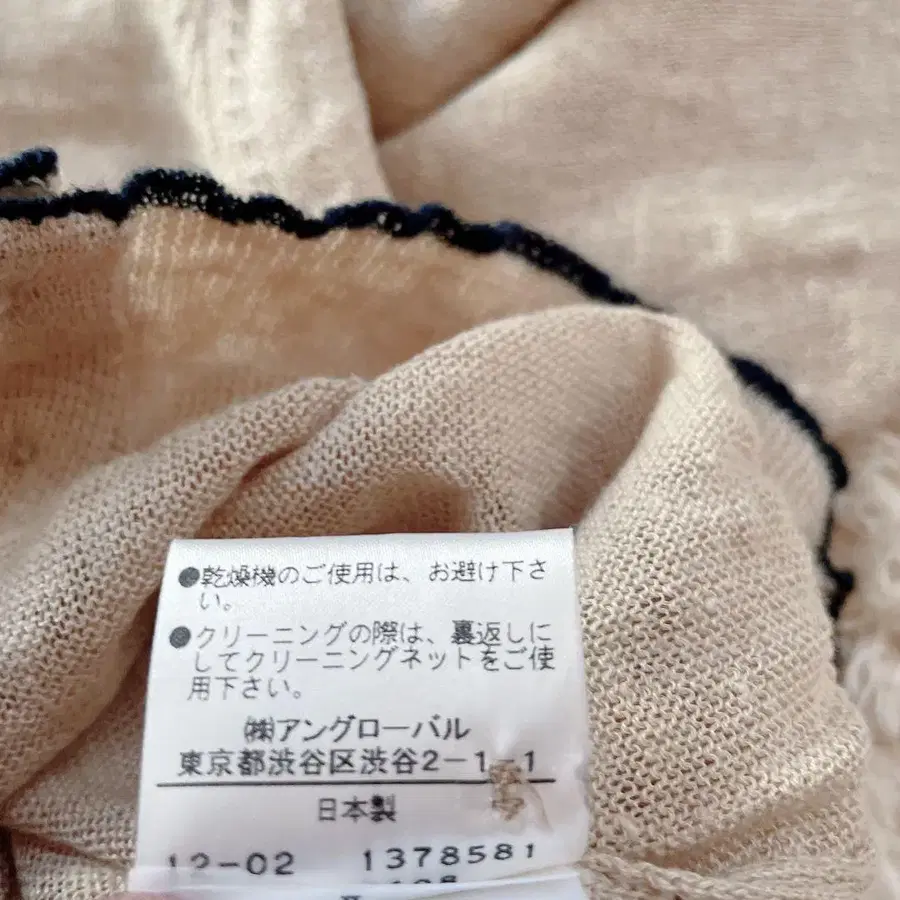 ●乾燥機のご使用は、お避け下さ
い。
●クリーニングの際は、裏返しに
してクリーニングネットをご使
用下さい。
㈱アングローバル
東京都渋谷区渋谷2-1-1
日本製
12-02 1378581